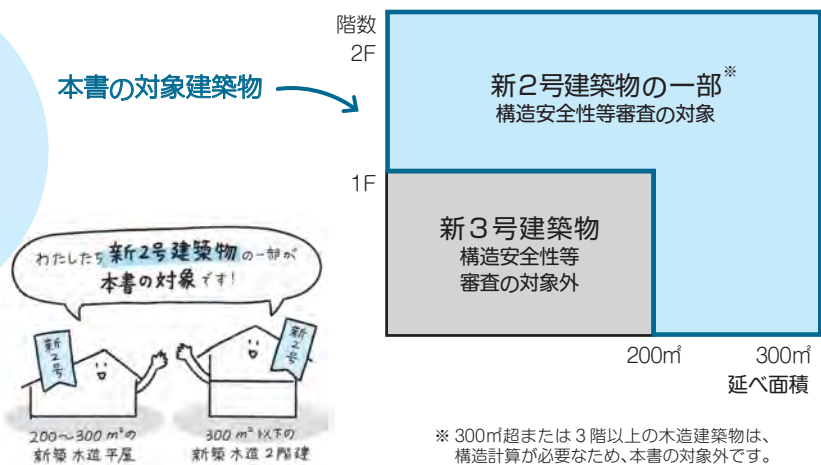 階数
2F
本書の対象建築物
新2号建築物の一部※
構造安全性等審査の対象
1F
新3号建築物
構造安全性等
審査の対象外
200㎡
300㎡
延べ面積
わたしたち 新2号建築物の一部が
本書の対象です!
新2号
新2号
200～300㎡の
新築木造平屋
300㎡以下の
新築木造2階建
※ 300㎡超または3階以上の木造建築物は、
構造計算が必要なため、本書の対象外です。